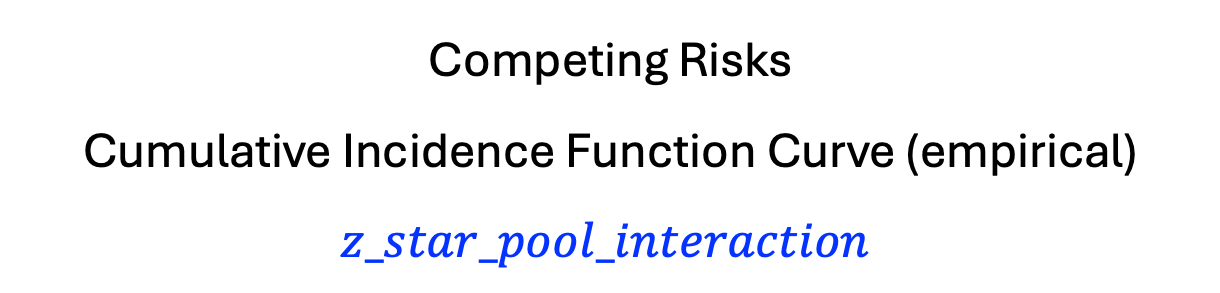 Competing Risks
Cumulative Incidence Function Curve (empirical)
z_star_pool_interaction